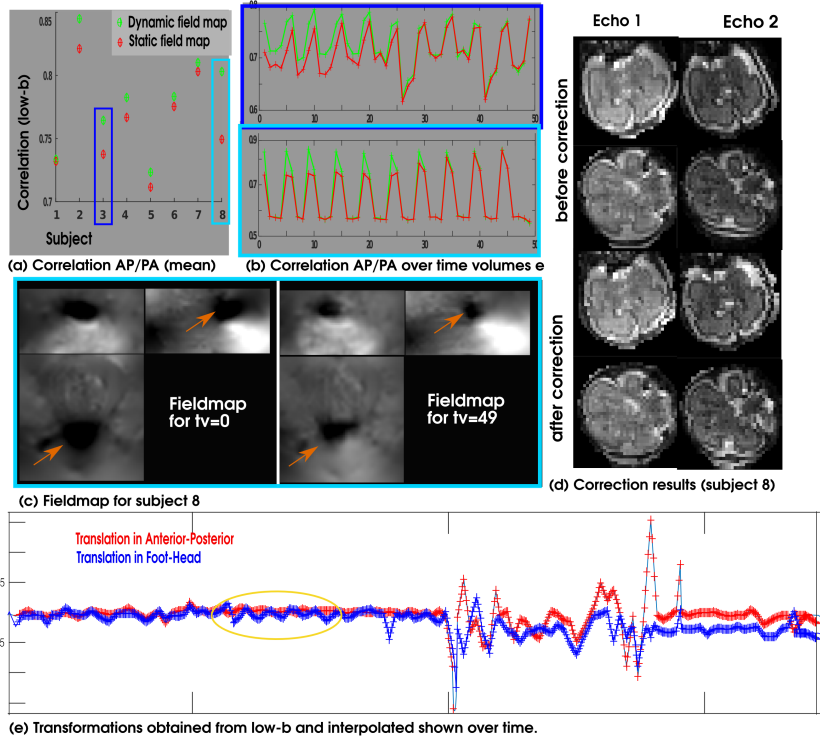 0.85
0.8
0.75
0.7
Correlation (low-b)
Dynamic field map
Static field map
1 2 3 4 5 6 7 8
Subject
(a) Correlation AP/PA (mean)
0.8
0.7
0.6
0 10 20 30 40 50
0.9
0.7
0.5
0 10 20 30 40 50
(b) Correlation AP/PA over time volumes e
Fieldmap
for tv=0
Fieldmap
for tv=49
(c) Fieldmap for subject 8
Echo 1 Echo 2
before correction
after correction
(d) Correction results (subject 8)
Translation in Anterior-Posterior
Translation in Foot-Head
5
5
(e) Transformations obtained from low-b and interpolated shown over time.